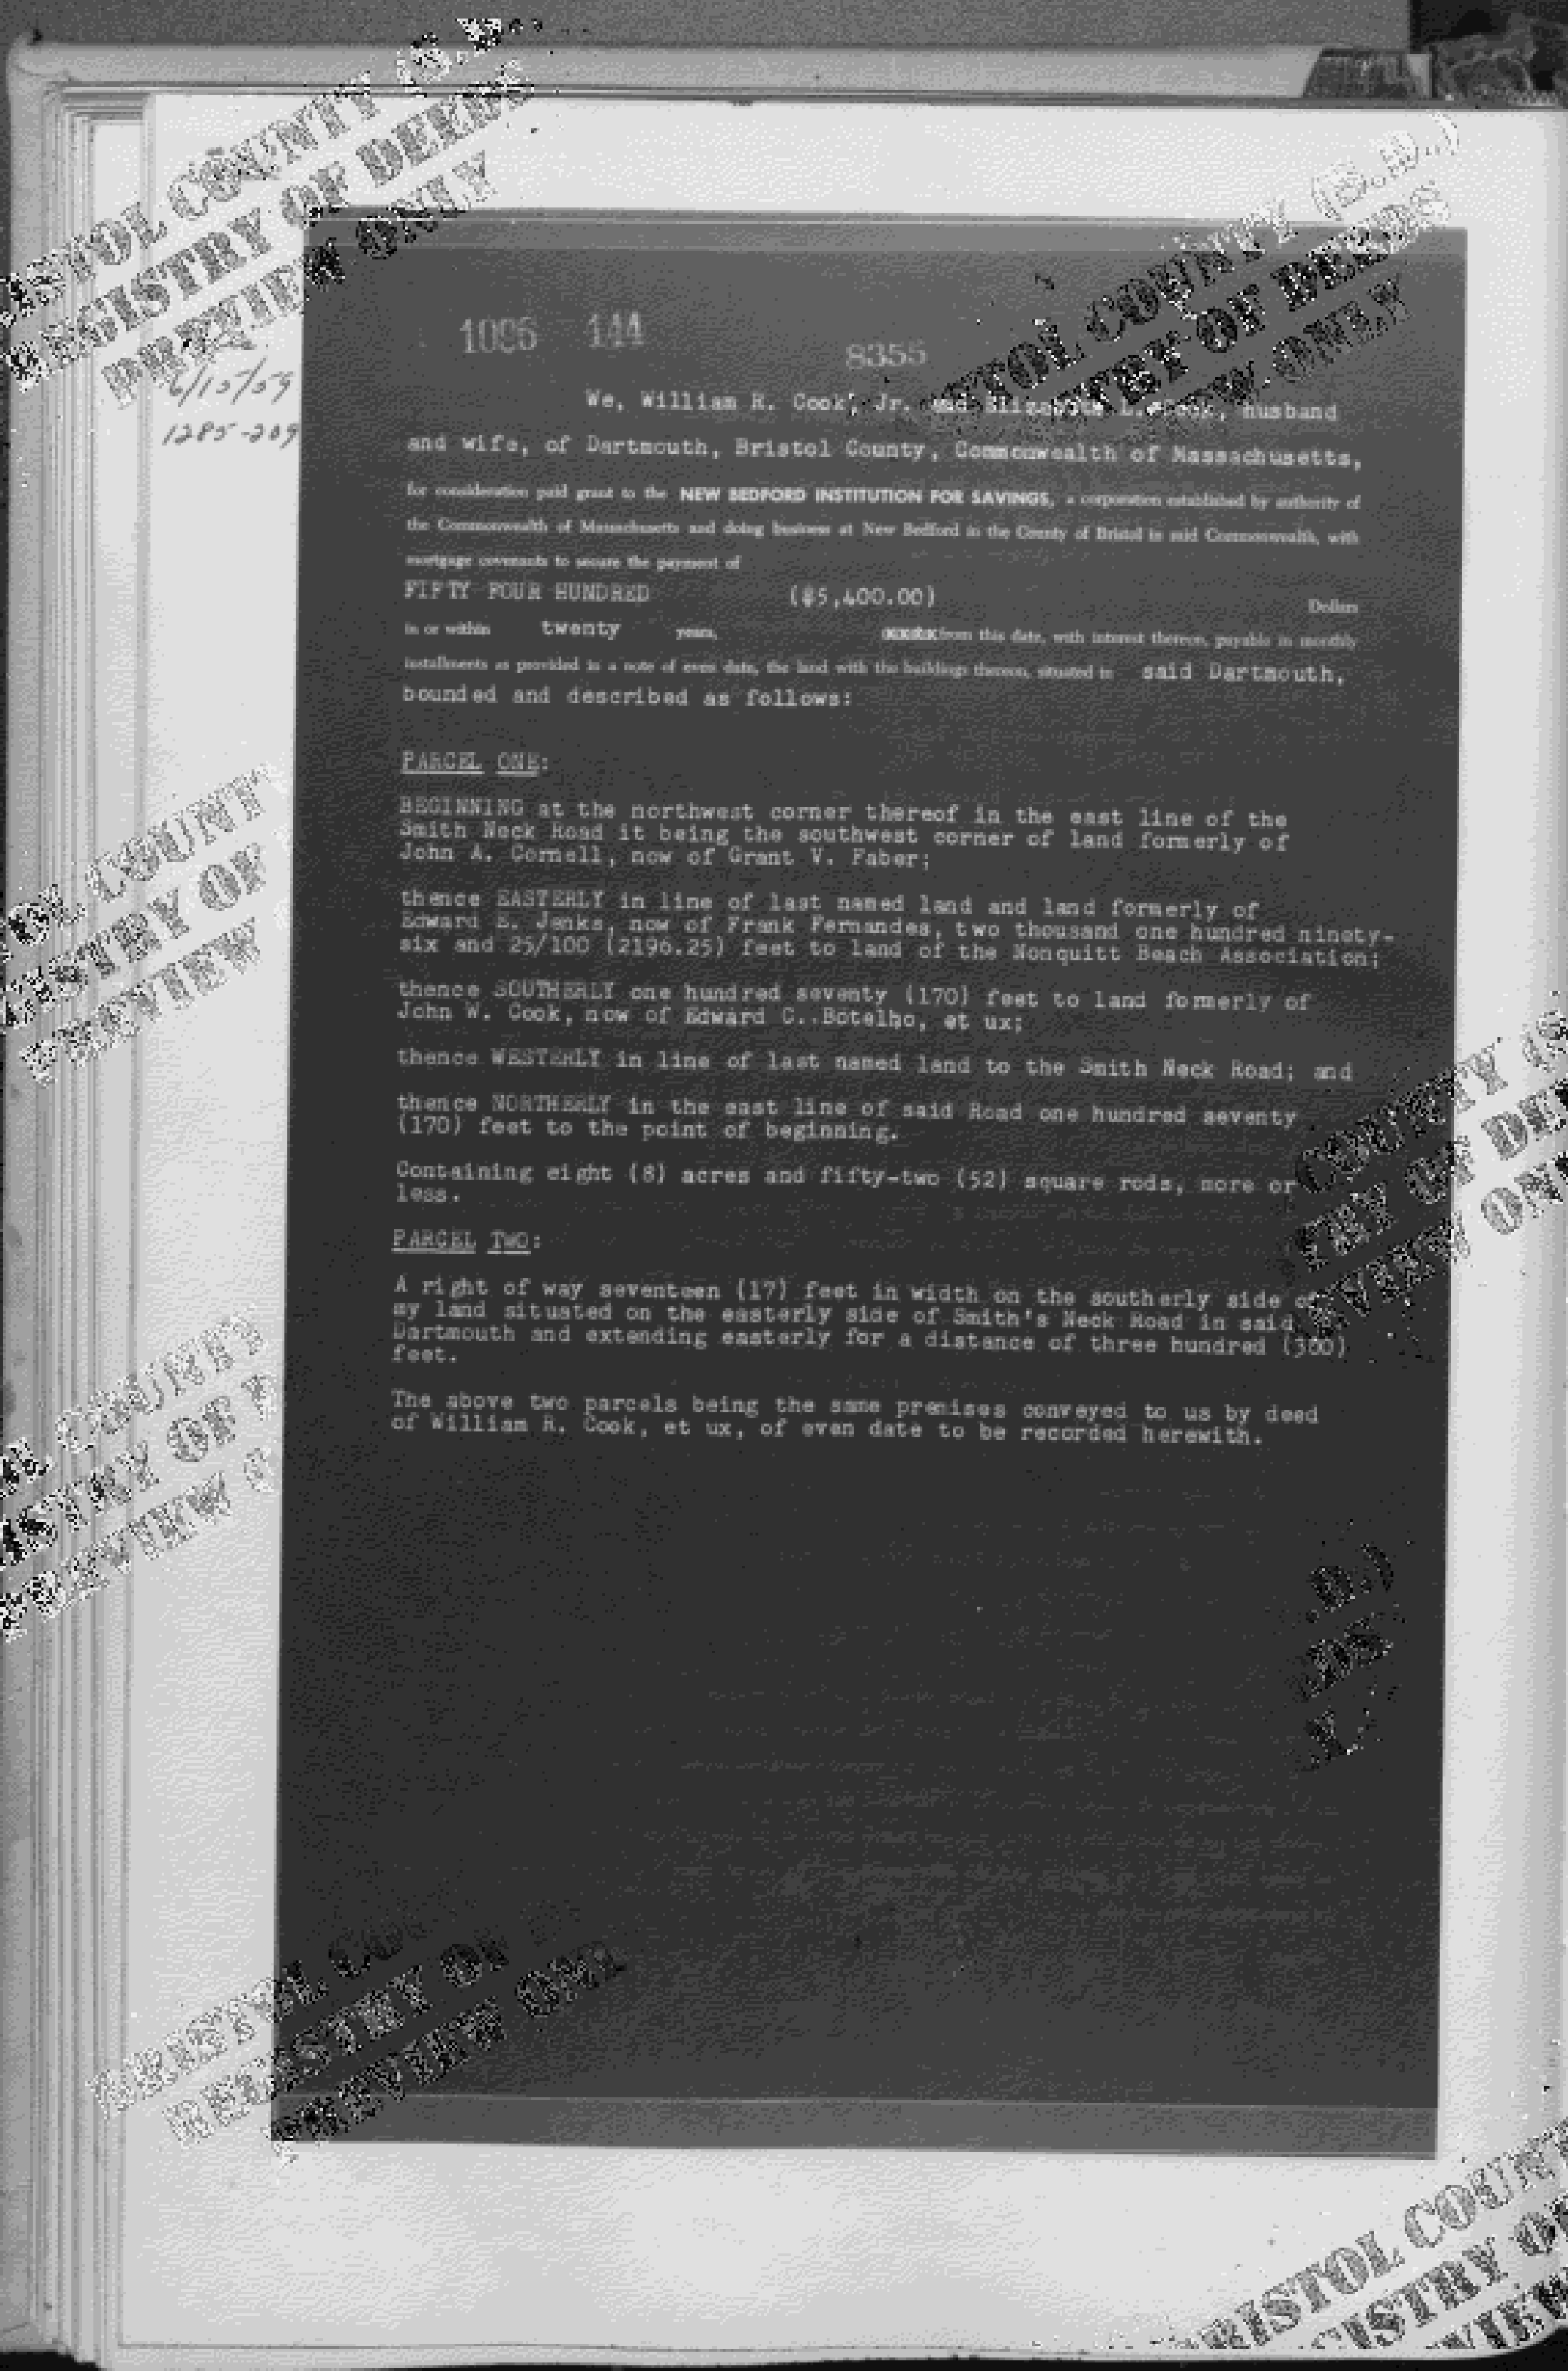 BRISTOL COUNTY (S.D.)
REGISTRY OF DEEDS
PREVIEW ONLY
6/15/59
1285-209
144
8355
We, William R. Cook, Jr. and Elizabeth L. Cook, husband
and wife, of Dartmouth, Bristol County, Commonwealth of Massachusetts,
for consideration paid grant to the NEW BEDFORD INSTITUTION FOR SAVINGS, a corporation established by authority of
the Commonwealth of Massachusetts and doing business at New Bedford in the County of Bristol in said Commonwealth, with
mortgage covenants to secure the payment of
FIFTY FOUR HUNDRED ($5,400.00) Dollars
in or within twenty years, from this date, with interest thereon, payable in monthly
installments as provided in a note of even date, the land with the buildings thereon, situated in said Dartmouth,
bounded and described as follows:
PARCEL ONE:
BEGINNING at the northwest corner thereof in the east line of the
Smith Neck Road it being the southwest corner of land formerly of
John A. Cornell, now of Grant V. Faber;
thence EASTERLY in line of last named land and land formerly of
Edward E. Jenks, now of Frank Fernandes, two thousand one hundred ninety-
six and 25/100 (2196.25) feet to land of the Nonquitt Beach Association;
thence SOUTHERLY one hundred seventy (170) feet to land formerly of
John W. Cook, now of Edward C. Botelho, et ux;
thence WESTERLY in line of last named land to the Smith Neck Road; and
thence NORTHERLY in the east line of said Road one hundred seventy
(170) feet to the point of beginning.
Containing eight (8) acres and fifty-two (52) square rods, more or
less.
PARCEL TWO:
A right of way seventeen (17) feet in width on the southerly side of
my land situated on the easterly side of Smith's Neck Road in said
Dartmouth and extending easterly for a distance of three hundred (300)
feet.
The above two parcels being the same premises conveyed to us by deed
of William R. Cook, et ux, of even date to be recorded herewith.